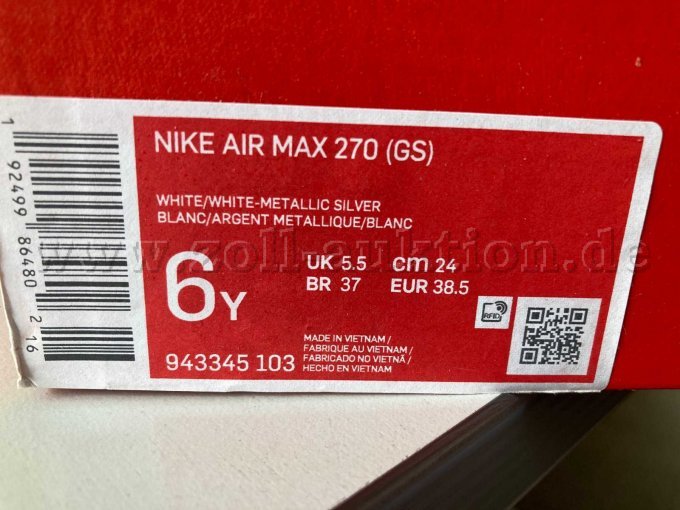 NIKE AIR MAX 270 (GS)
WHITE/WHITE-METALLIC SILVER
BLANC/ARGENT METALLIQUE/BLANC
www.zoll-auktion.de
6Y
UK 5.5 cm 24
BR 37 EUR 38.5
RFID
943345 103
MADE IN VIETNAM/
FABRIQUE AU VIETNAM/
FABRICADO NO VIETNÃ/
HECHO EN VIETNAM
1 92499 86480 2 16